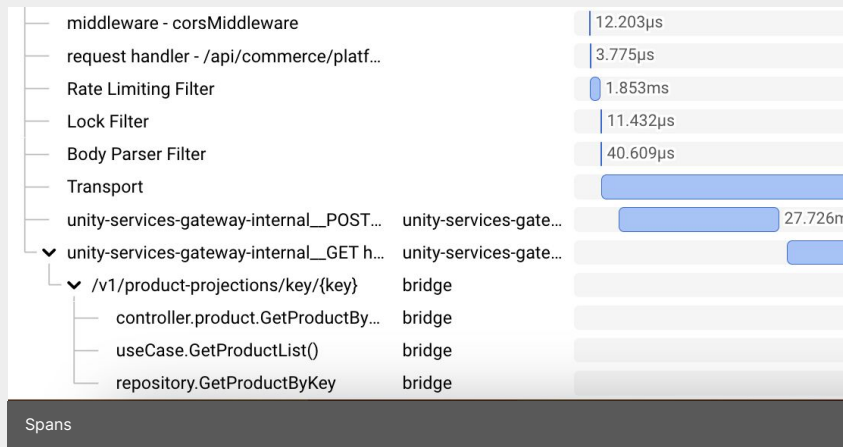 middleware - corsMiddleware 12.203µs
request handler - /api/commerce/platf... 3.775µs
Rate Limiting Filter 1.853ms
Lock Filter 11.432µs
Body Parser Filter 40.609µs
Transport
unity-services-gateway-internal__POST... unity-services-gate... 27.726m
unity-services-gateway-internal__GET h... unity-services-gate...
/v1/product-projections/key/{key} bridge
controller.product.GetProductBy... bridge
useCase.GetProductList() bridge
repository.GetProductByKey bridge
Spans